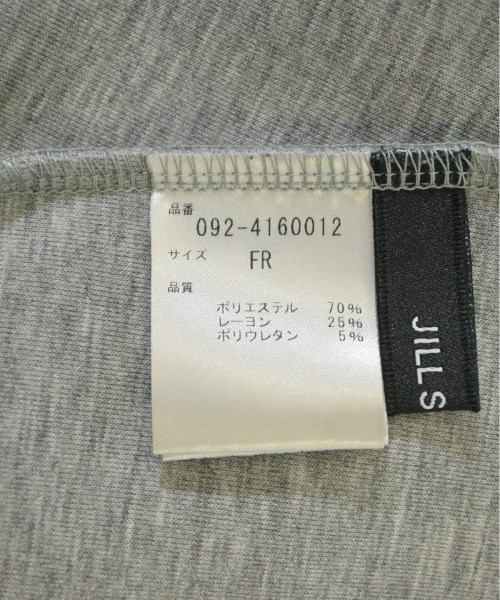 品番
092-4160012
サイズ FR
品質
ポリエステル 70%
レーヨン 25%
ポリウレタン 5%
JILL S